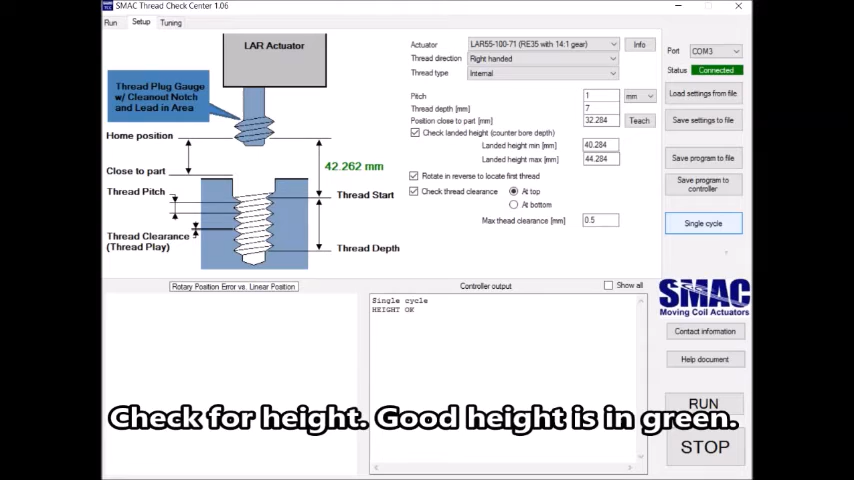 SMAC Thread Check Center 1.06
Run
Setup
Tuning
LAR Actuator
Thread Plug Gauge
w/ Cleanout Notch
and Lead in Area
Home position
Close to part
Thread Pitch
Thread Clearance
(Thread Play)
42.262 mm
Thread Start
Thread Depth
Actuator
LAR55-100-71 (RE35 with 14:1 gear)
Info
Thread direction
Right handed
Thread type
Internal
Pitch
1
mm
Thread depth [mm]
7
Position close to part [mm]
32.284
Teach
Check landed height (counter bore depth)
Landed height min [mm]
40.284
Landed height max [mm]
44.284
Rotate in reverse to locate first thread
Check thread clearance
At top
At bottom
Max thead clearance [mm]
0.5
Port
COM3
Status
Connected
Load settings from file
Save settings to file
Save program to file
Save program to
controller
Single cycle
Rotary Position Error vs. Linear Position
Controller output
Show all
Single cycle
HEIGHT OK
SMAC
Moving Coil Actuators
Contact information
Help document
RUN
STOP
Check for height. Good height is in green.